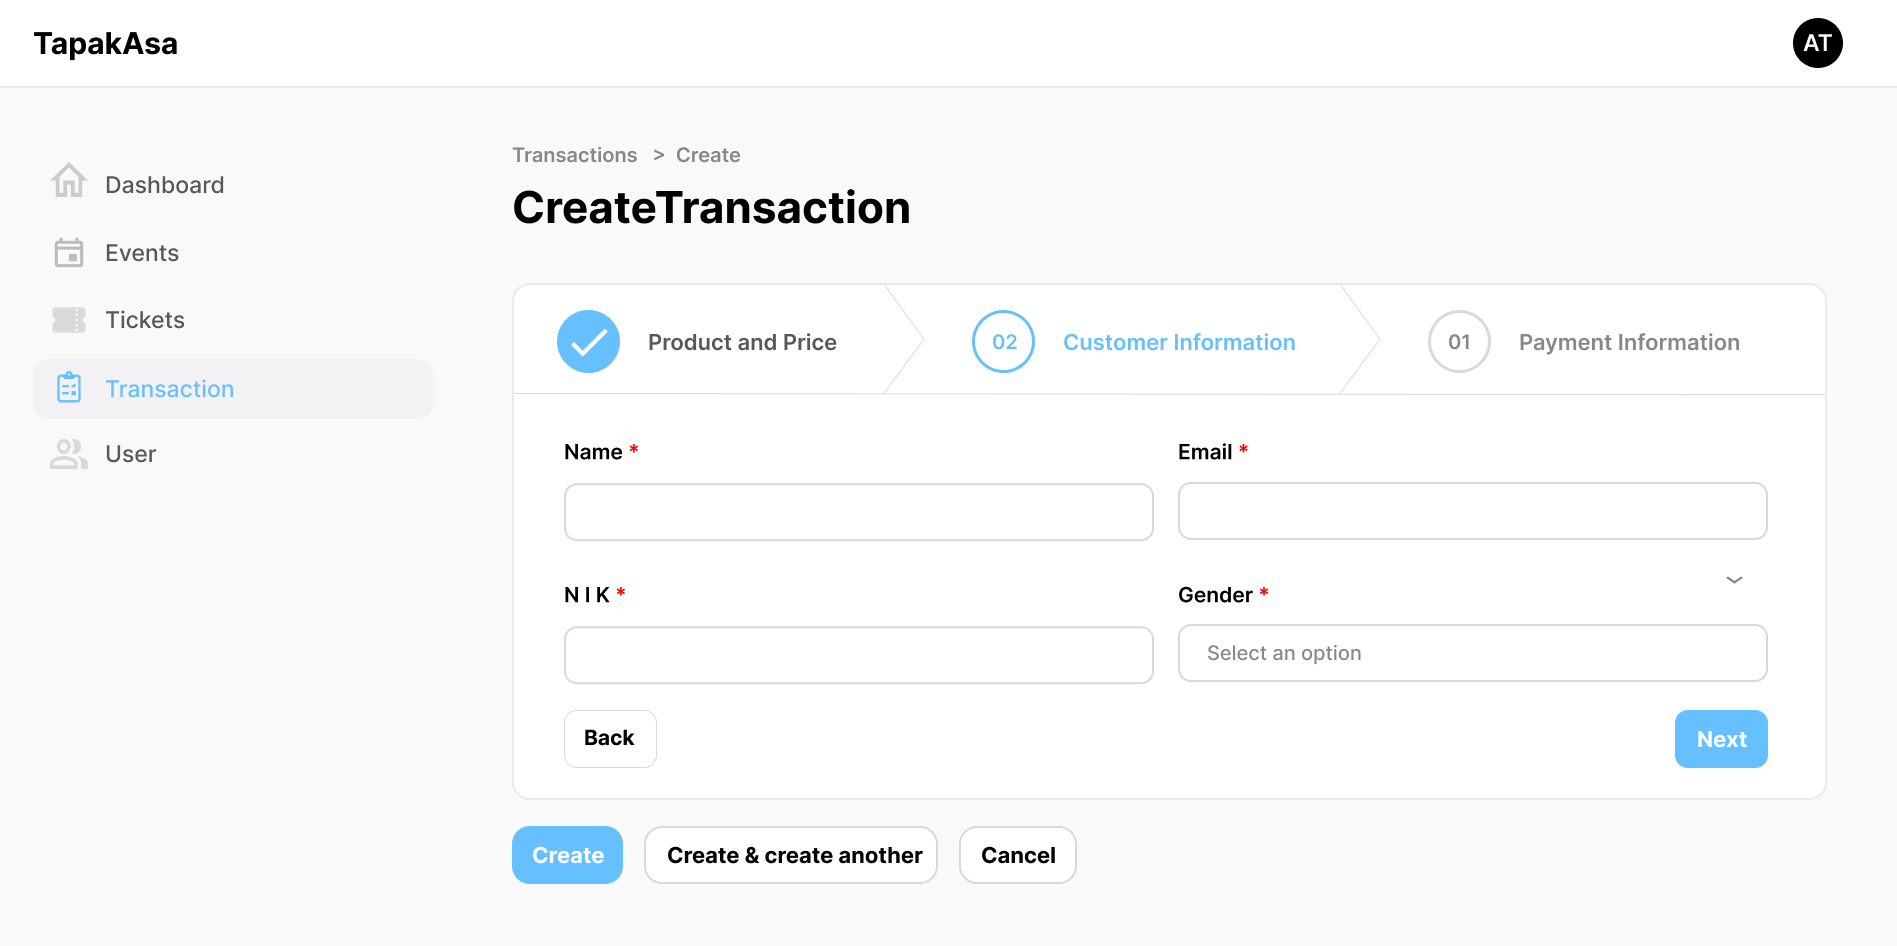 TapakAsa
AT
Dashboard
Events
Tickets
Transaction
User
Transactions > Create
CreateTransaction
Product and Price
02 Customer Information
01 Payment Information
Name *
Email *
N I K *
Gender *
Select an option
Back
Next
Create
Create & create another
Cancel